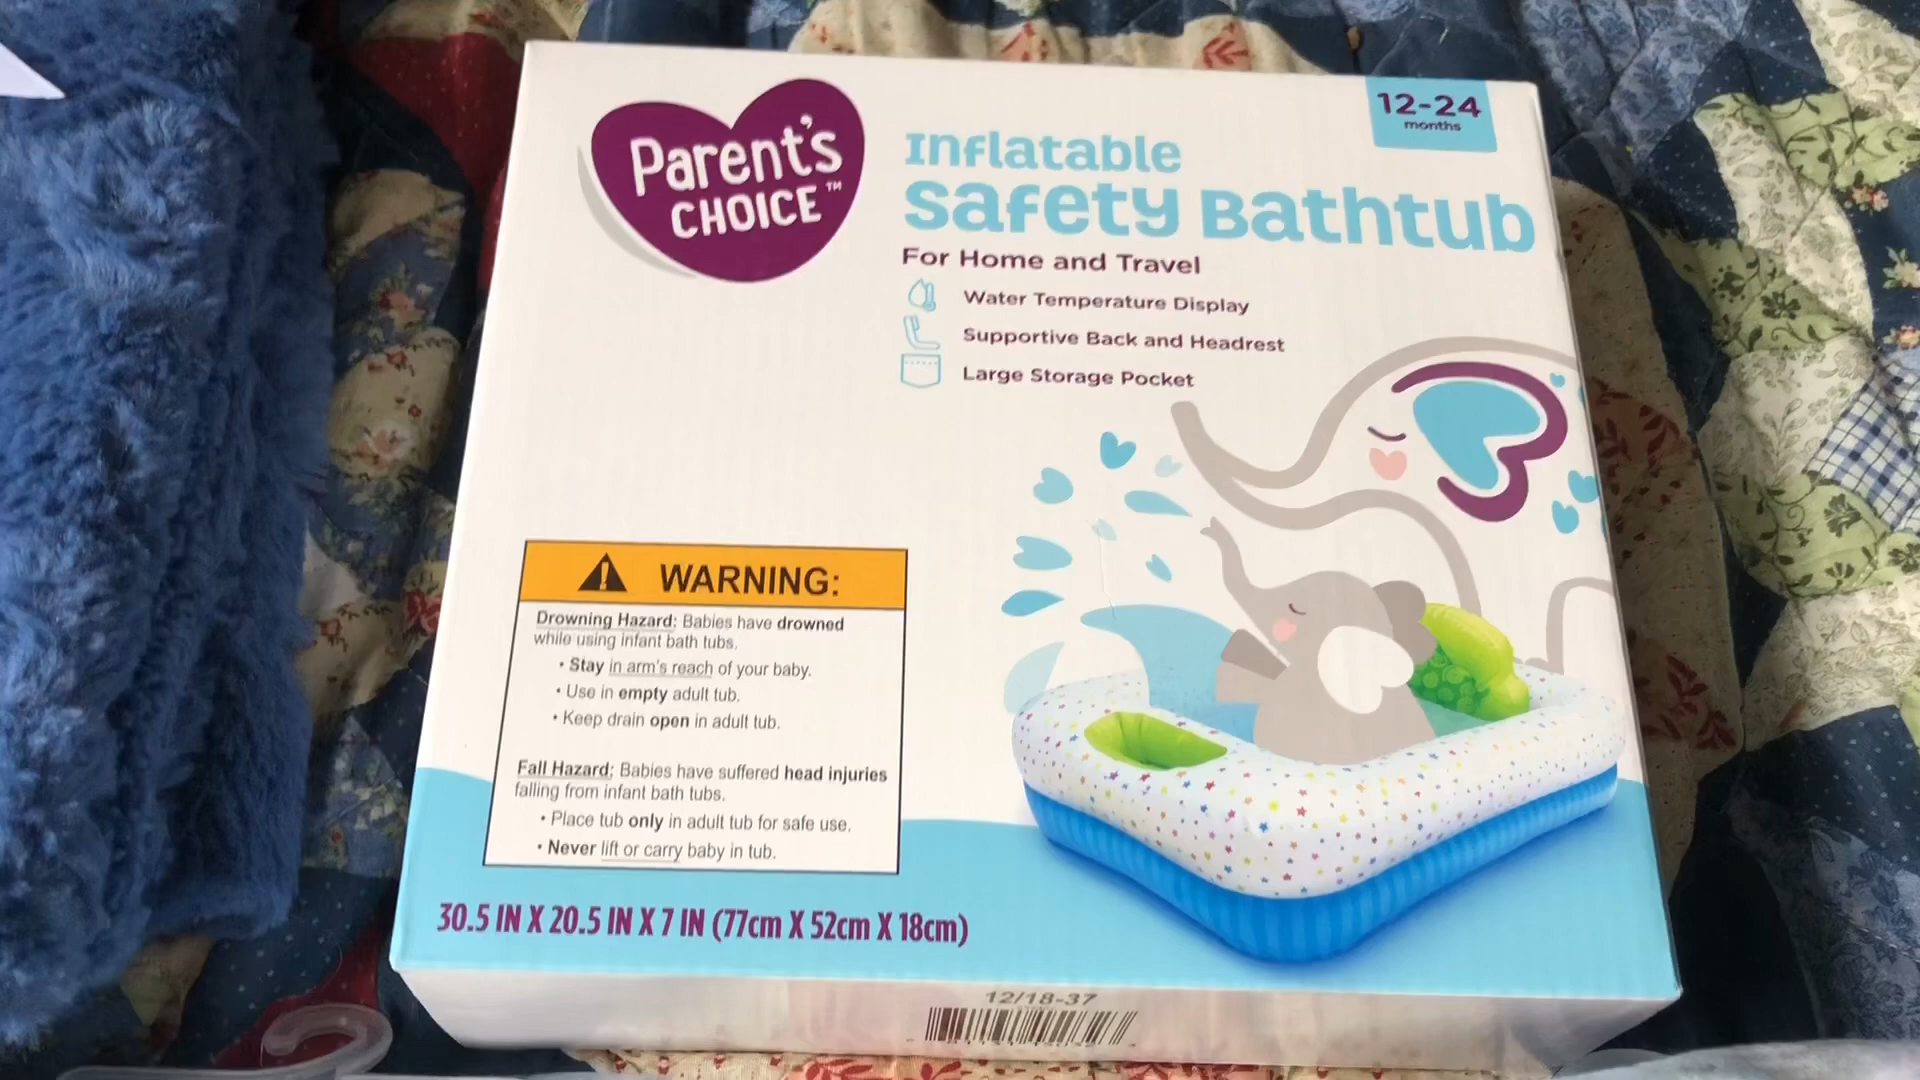 Parent's
CHOICE™
12-24
months
Inflatable
Safety Bathtub
For Home and Travel
Water Temperature Display
Supportive Back and Headrest
Large Storage Pocket
WARNING:
Drowning Hazard: Babies have drowned
while using infant bath tubs.
• Stay in arm's reach of your baby.
• Use in empty adult tub.
• Keep drain open in adult tub.
Fall Hazard: Babies have suffered head injuries
falling from infant bath tubs.
• Place tub only in adult tub for safe use.
• Never lift or carry baby in tub.
30.5 IN X 20.5 IN X 7 IN (77cm X 52cm X 18cm)
12/18-37